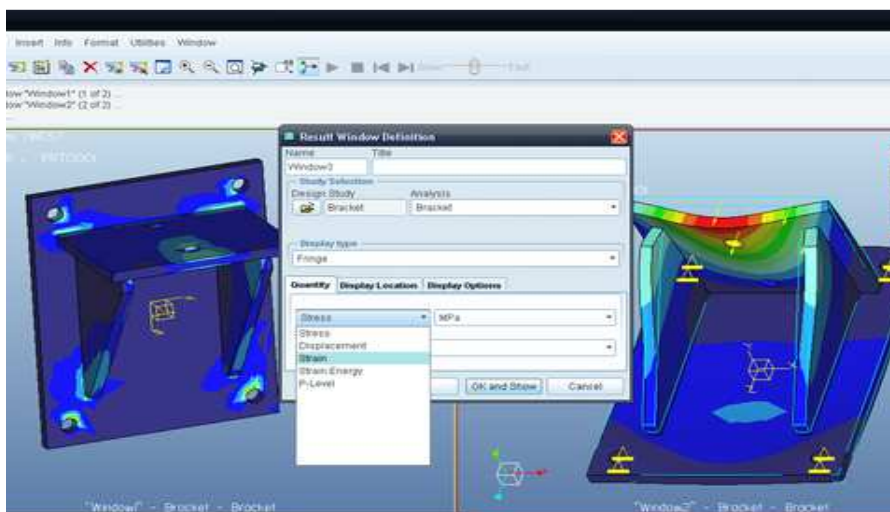 Insert Info Format Utilities Window
"Window1" (1 of 2) ...
"Window2" (2 of 2) ...
Result Window Definition
Name Title
Window3
Study Selection
Design Study Analysis
Bracket Bracket
Display type
Fringe
Quantity Display Location Display Options
Stress MPa
Stress
Displacement
Strain
Strain Energy
P-Level
OK and Show Cancel
"Window1" - Bracket - Bracket
"Window2" - Bracket - Bracket